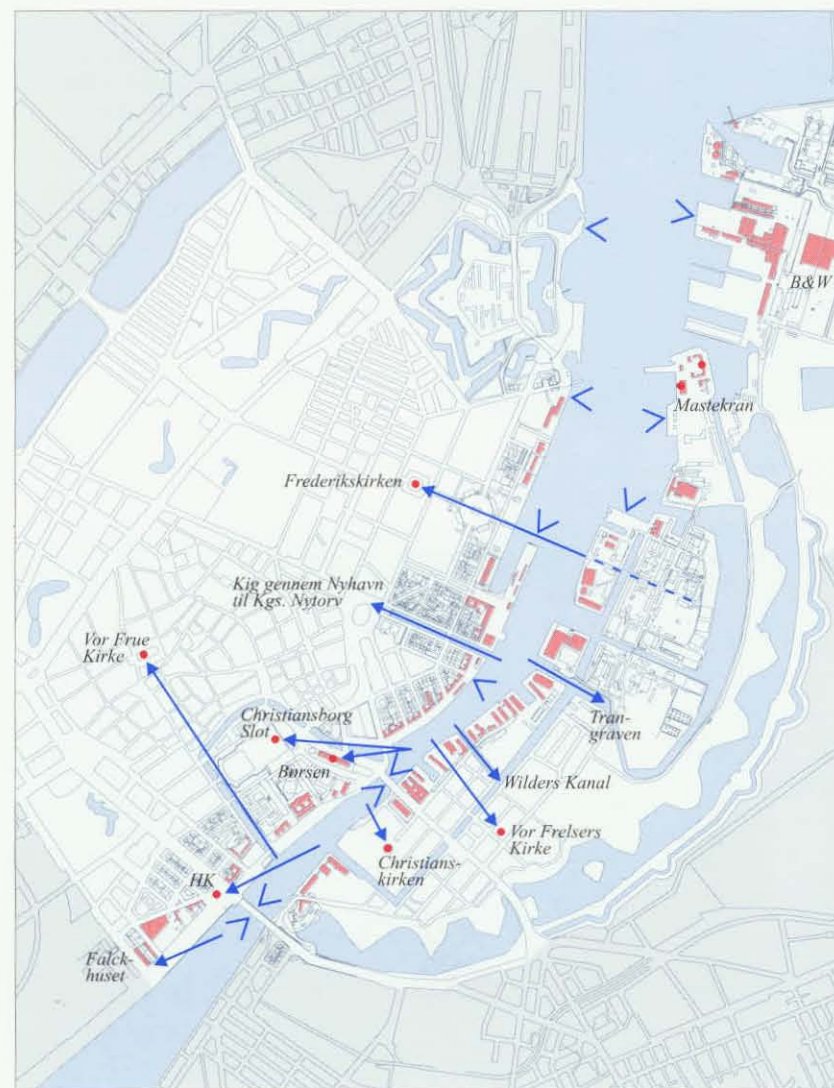 B&W
Mastekran
Frederikskirken
Kig gennem Nyhavn
til Kgs. Nytorv
Vor Frue
Kirke
Christiansborg
Slot
Børsen
Tran-
graven
Wilders Kanal
Vor Frelsers
Kirke
Christians-
kirken
HK
Falck-
huset